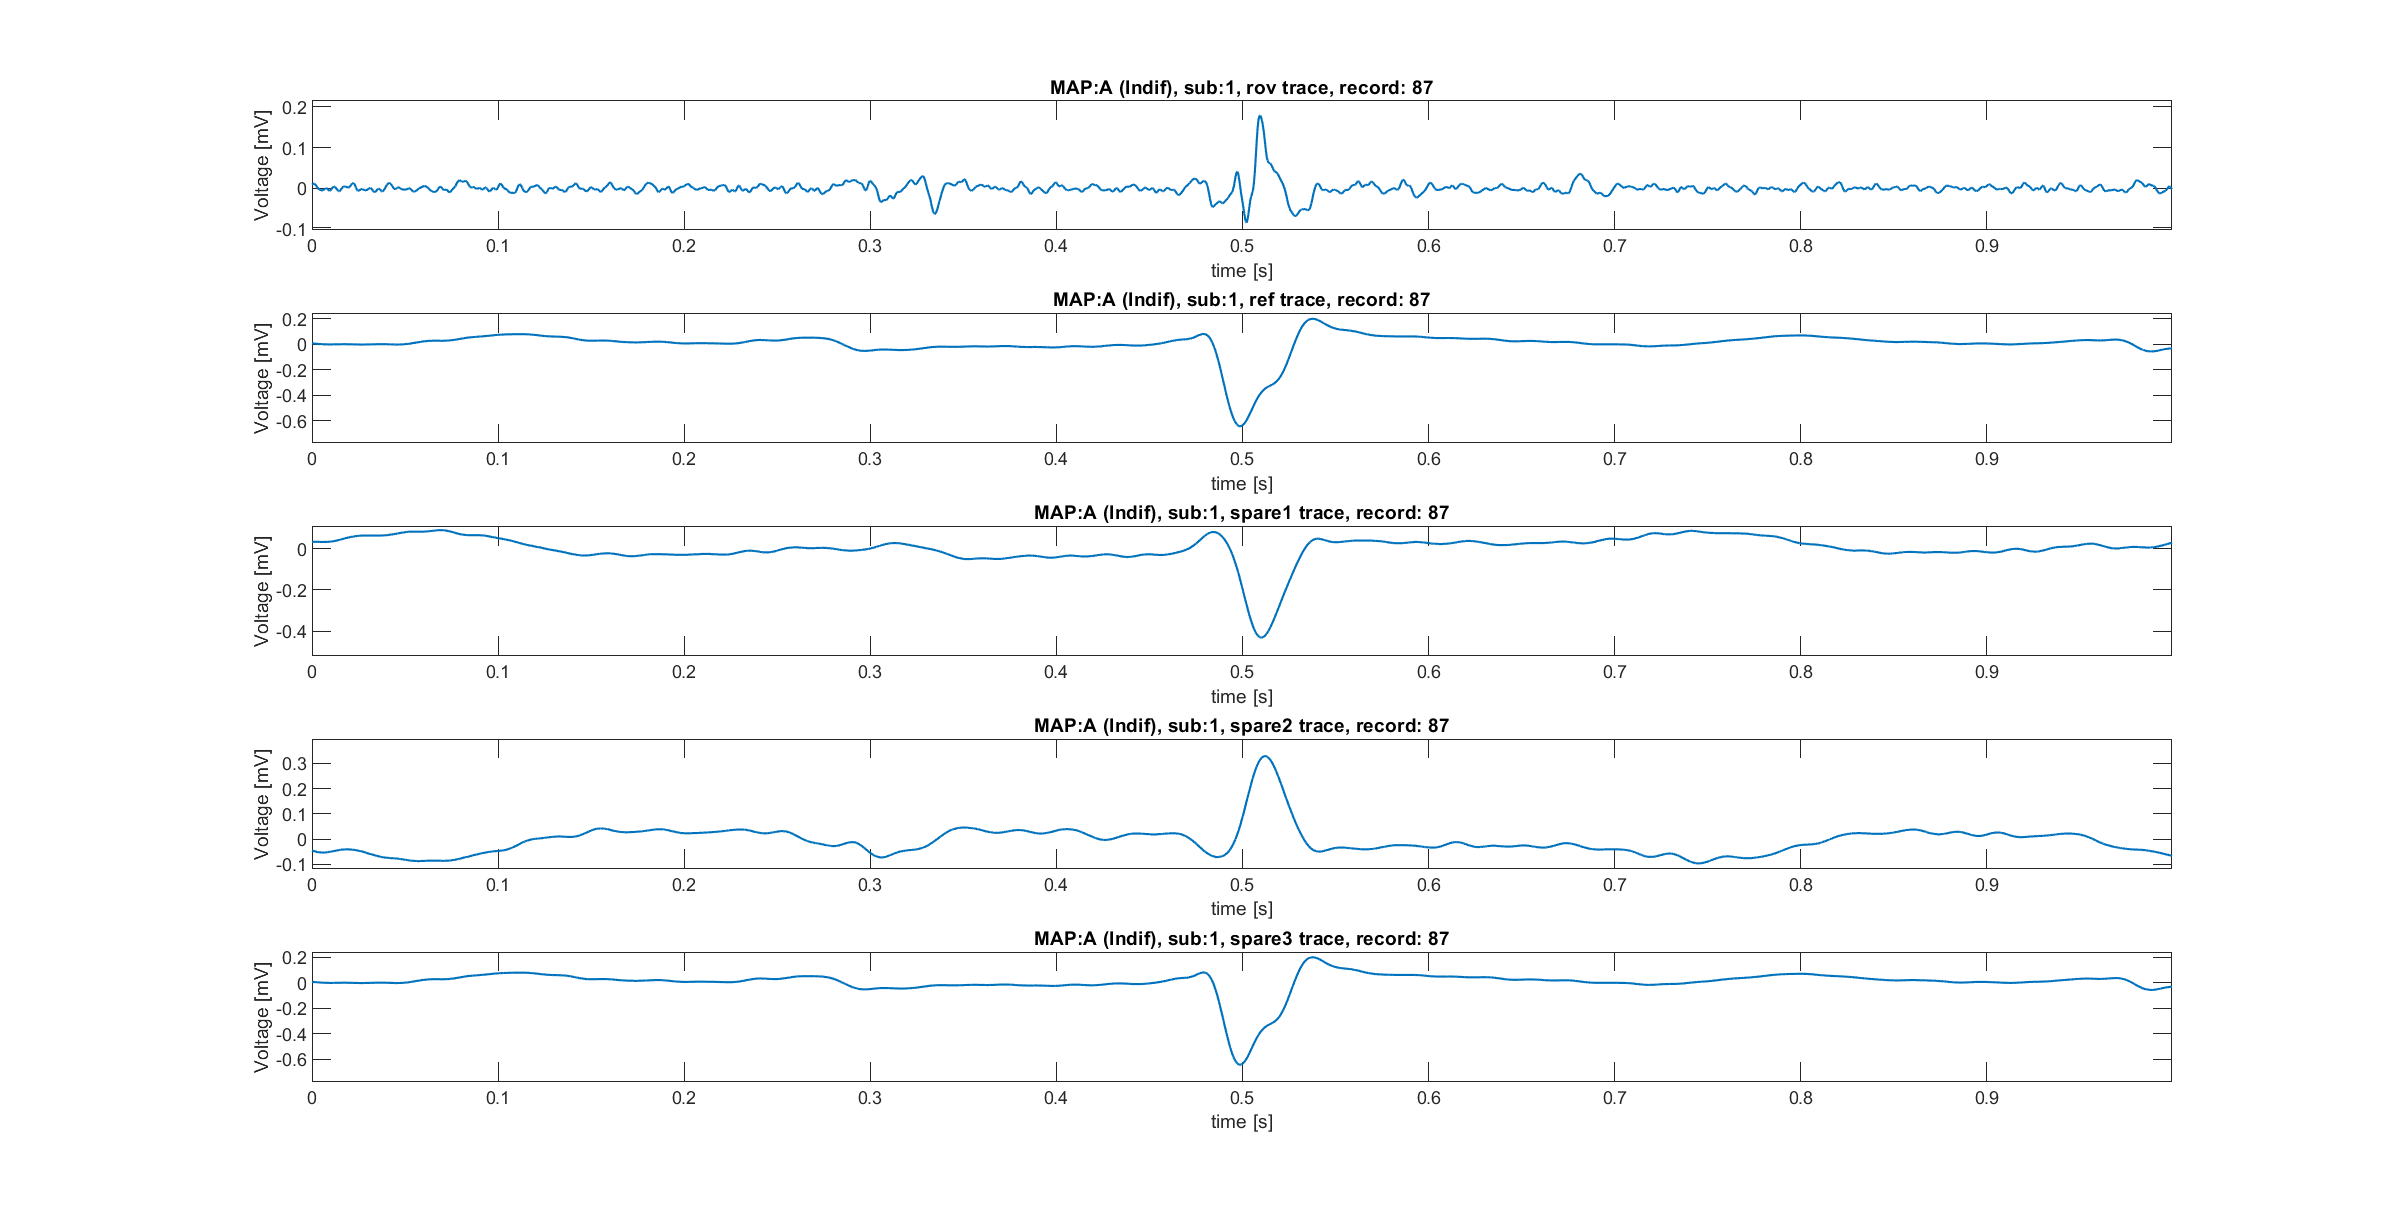 MAP:A (Indif), sub:1, rov trace, record: 87
Voltage [mV]
0.2
0.1
0
-0.1
0 0.1 0.2 0.3 0.4 0.5 0.6 0.7 0.8 0.9
time [s]
MAP:A (Indif), sub:1, ref trace, record: 87
Voltage [mV]
0.2
0
-0.2
-0.4
-0.6
0 0.1 0.2 0.3 0.4 0.5 0.6 0.7 0.8 0.9
time [s]
MAP:A (Indif), sub:1, spare1 trace, record: 87
Voltage [mV]
0
-0.2
-0.4
0 0.1 0.2 0.3 0.4 0.5 0.6 0.7 0.8 0.9
time [s]
MAP:A (Indif), sub:1, spare2 trace, record: 87
Voltage [mV]
0.3
0.2
0.1
0
-0.1
0 0.1 0.2 0.3 0.4 0.5 0.6 0.7 0.8 0.9
time [s]
MAP:A (Indif), sub:1, spare3 trace, record: 87
Voltage [mV]
0.2
0
-0.2
-0.4
-0.6
0 0.1 0.2 0.3 0.4 0.5 0.6 0.7 0.8 0.9
time [s]